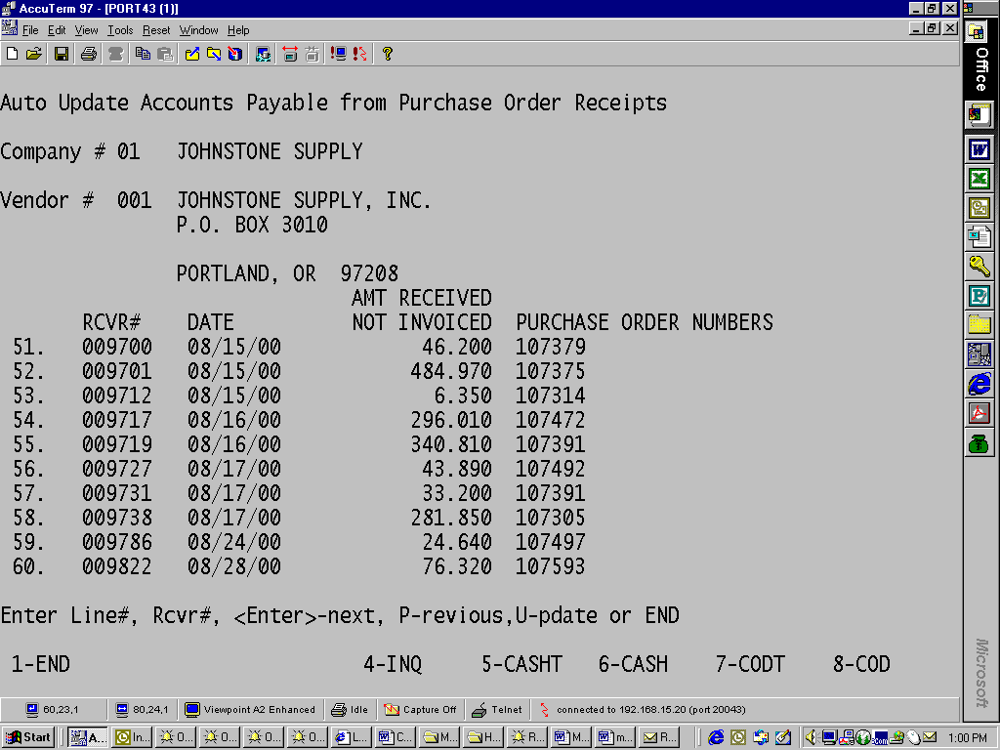 AccuTerm 97 - [PORT43 (1)]
File Edit View Tools Reset Window Help
Office
Auto Update Accounts Payable from Purchase Order Receipts
Company # 01 JOHNSTONE SUPPLY
Vendor # 001 JOHNSTONE SUPPLY, INC.
P.O. BOX 3010
PORTLAND, OR 97208
AMT RECEIVED
RCVR# DATE NOT INVOICED PURCHASE ORDER NUMBERS
51. 009700 08/15/00 46.200 107379
52. 009701 08/15/00 484.970 107375
53. 009712 08/15/00 6.350 107314
54. 009717 08/16/00 296.010 107472
55. 009719 08/16/00 340.810 107391
56. 009727 08/17/00 43.890 107492
57. 009731 08/17/00 33.200 107391
58. 009738 08/17/00 281.850 107305
59. 009786 08/24/00 24.640 107497
60. 009822 08/28/00 76.320 107593
Enter Line#, Rcvr#, <Enter>-next, P-revious,U-pdate or END
1-END 4-INQ 5-CASHT 6-CASH 7-CODT 8-COD
Microsoft
60,23,1 80,24,1 Viewpoint A2 Enhanced Idle Capture Off Telnet connected to 192.168.15.20 (port 20043)
Start A... In... O... O... O... O... L... C... M... H... R... M... m... R... 1:00 PM